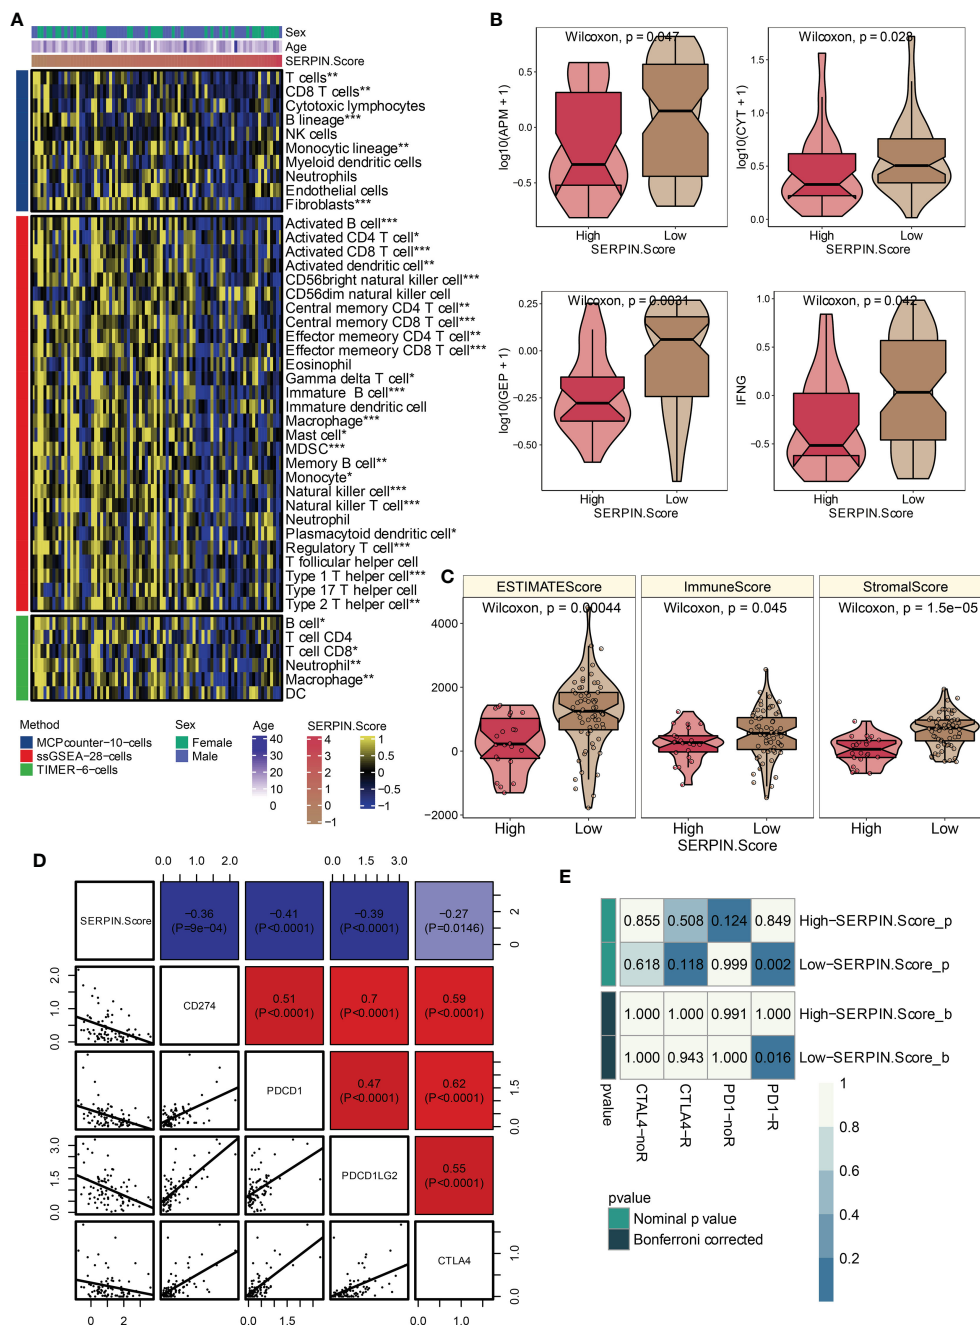 A
Sex
Age
SERPIN.Score
T cells**
CD8 T cells**
Cytotoxic lymphocytes
B lineage***
NK cells
Monocytic lineage**
Myeloid dendritic cells
Neutrophils
Endothelial cells
Fibroblasts***
Activated B cell***
Activated CD4 T cell*
Activated CD8 T cell***
Activated dendritic cell**
CD56bright natural killer cell***
CD56dim natural killer cell
Central memory CD4 T cell**
Central memory CD8 T cell***
Effector memeory CD4 T cell**
Effector memeory CD8 T cell***
Eosinophil
Gamma delta T cell*
Immature  B cell***
Immature dendritic cell
Macrophage***
Mast cell*
MDSC***
Memory B cell**
Monocyte*
Natural killer cell***
Natural killer T cell***
Neutrophil
Plasmacytoid dendritic cell*
Regulatory T cell***
T follicular helper cell
Type 1 T helper cell***
Type 17 T helper cell
Type 2 T helper cell**
B cell*
T cell CD4
T cell CD8*
Neutrophil**
Macrophage**
DC
Method
MCPcounter−10−cells
ssGSEA−28−cells
TIMER−6−cells
Sex
Female
Male
Age
40
30
20
10
0
SERPIN.Score
4
3
2
1
0
−1
1
0.5
0
−0.5
−1
B
Wilcoxon, p = 0.047
log10(APM + 1)
0.5
0.0
−0.5
High
Low
SERPIN.Score
Wilcoxon, p = 0.028
log10(CYT + 1)
1.5
1.0
0.5
0.0
High
Low
SERPIN.Score
Wilcoxon, p = 0.0031
log10(GEP + 1)
0.25
0.00
−0.25
−0.50
High
Low
SERPIN.Score
Wilcoxon, p = 0.042
IFNG
1.0
0.5
0.0
−0.5
High
Low
SERPIN.Score
C
ESTIMATEScore
ImmuneScore
StromalScore
Wilcoxon, p = 0.00044
Wilcoxon, p = 0.045
Wilcoxon, p = 1.5e−05
4000
2000
0
−2000
High
Low
High
Low
High
Low
SERPIN.Score
D
0.0 1.0 2.0
0.0 1.5 3.0
SERPIN.Score
−0.36
(P=9e−04)
−0.41
(P<0.0001)
−0.39
(P<0.0001)
−0.27
(P=0.0146)
0 2
0.0 1.0 2.0
CD274
0.51
(P<0.0001)
0.7
(P<0.0001)
0.59
(P<0.0001)
PDCD1
0.47
(P<0.0001)
0.62
(P<0.0001)
0.0 1.5
0.0 1.5 3.0
PDCD1LG2
0.55
(P<0.0001)
CTLA4
0.0 1.0
0 2
0.0 1.5
0.0 1.0
E
0.855 0.508 0.124 0.849 High−SERPIN.Score_p
0.618 0.118 0.999 0.002 Low−SERPIN.Score_p
1.000 1.000 0.991 1.000 High−SERPIN.Score_b
1.000 0.943 1.000 0.016 Low−SERPIN.Score_b
pvalue
CTAL4−noR
CTLA4−R
PD1−noR
PD1−R
1
0.8
0.6
0.4
0.2
pvalue
Nominal p value
Bonferroni corrected